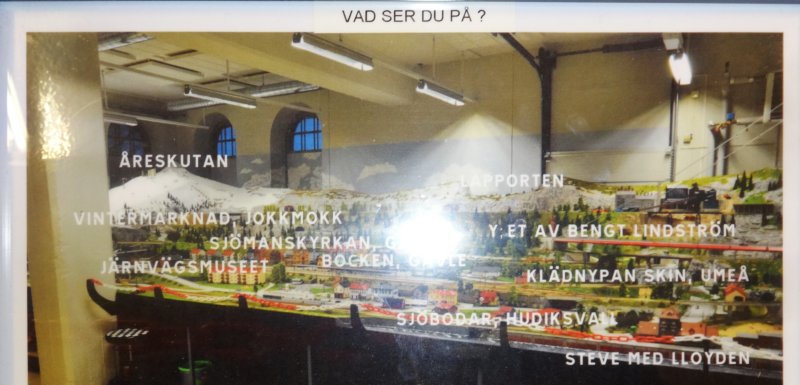 VAD SER DU PÅ ?
ÅRESKUTAN
LAPPORTEN
VINTERMARKNAD, JOKKMOKK
Y:ET AV BENGT LINDSTRÖM
SJÖMANSKYRKAN,
BOCKEN, GÄVLE
JÄRNVÄGSMUSEET
KLÄDNYPAN SKIN, UMEÅ
SJÖBODAR, HUDIKSVALL
STEVE MED LLOYDEN